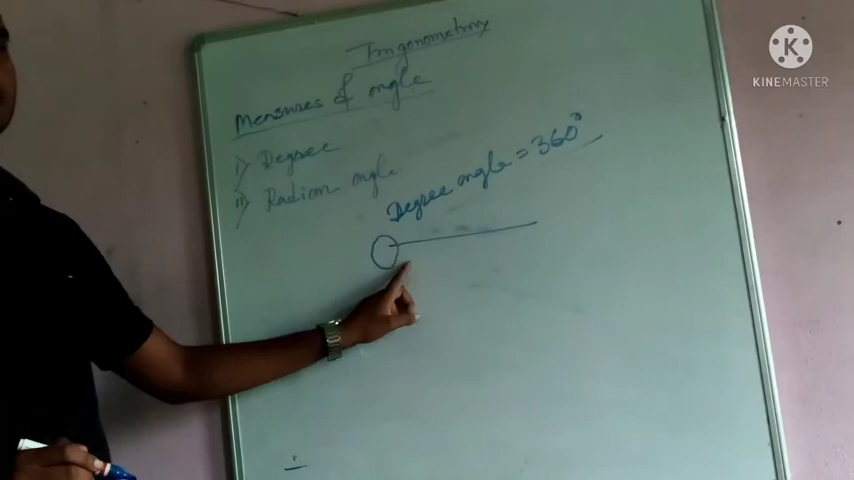 Trigonometry
Measures of angle
i) Degree
ii) Radian angle
Degree angle = 360°
K
KINEMASTER